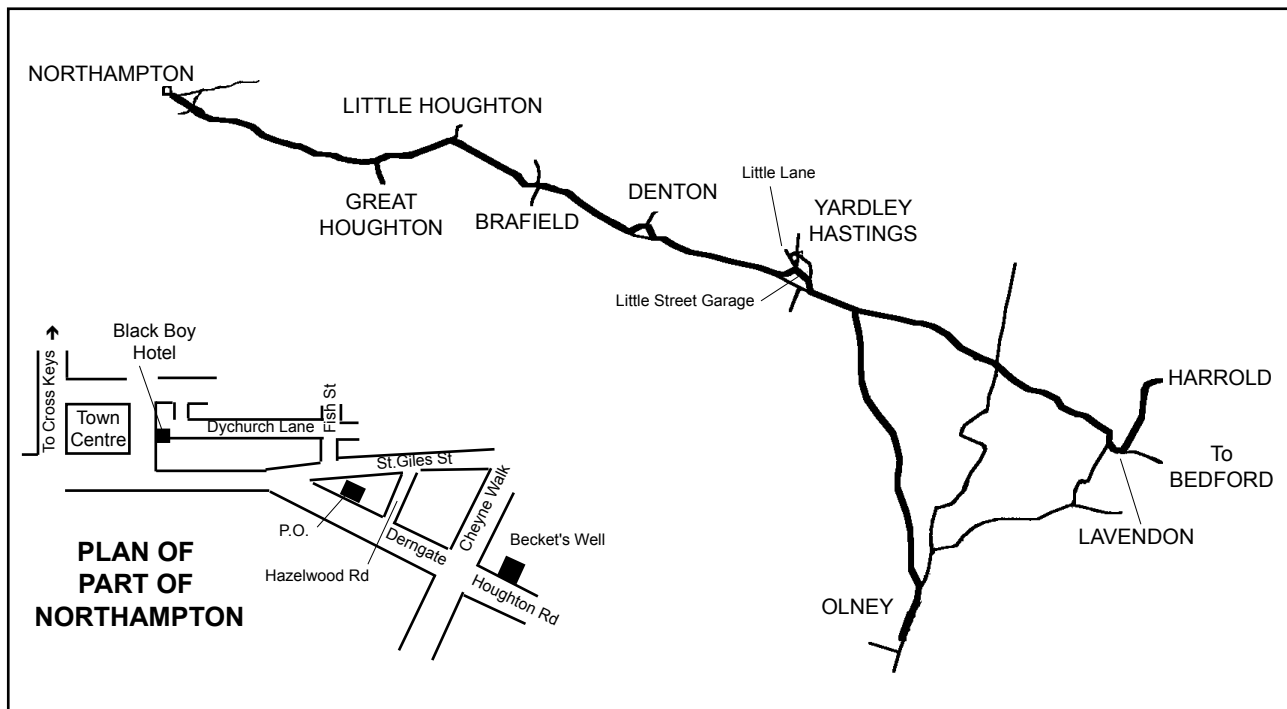 NORTHAMPTON
LITTLE HOUGHTON
GREAT
HOUGHTON
BRAFIELD
DENTON
Little Lane
YARDLEY
HASTINGS
Little Street Garage
HARROLD
To
BEDFORD
LAVENDON
OLNEY
To Cross Keys
Black Boy
Hotel
Town
Centre
Dychurch Lane
Fish St
St.Giles St
Cheyne Walk
P.O.
Derngate
Hazelwood Rd
Becket's Well
Houghton Rd
PLAN OF
PART OF
NORTHAMPTON